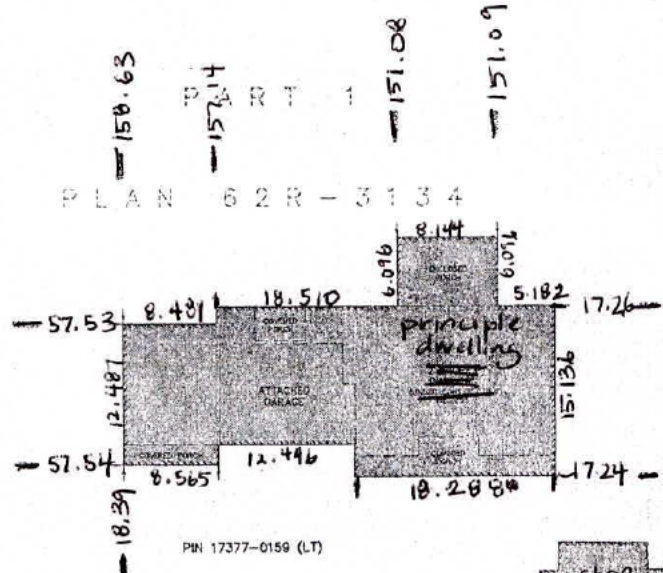 158.63
157.14
151.08
151.09
PART 1
PLAN 62R-3134
8.144
6.096
6.096
ENCLOSED PORCH
8.481
18.510
5.182
17.26
57.53
COVERED PORCH
principle
dwelling
12.487
15.136
ATTACHED
GARAGE
COVERED PORCH
57.54
8.565
12.496
17.24
18.288
18.39
PIN 17377-0159 (LT)